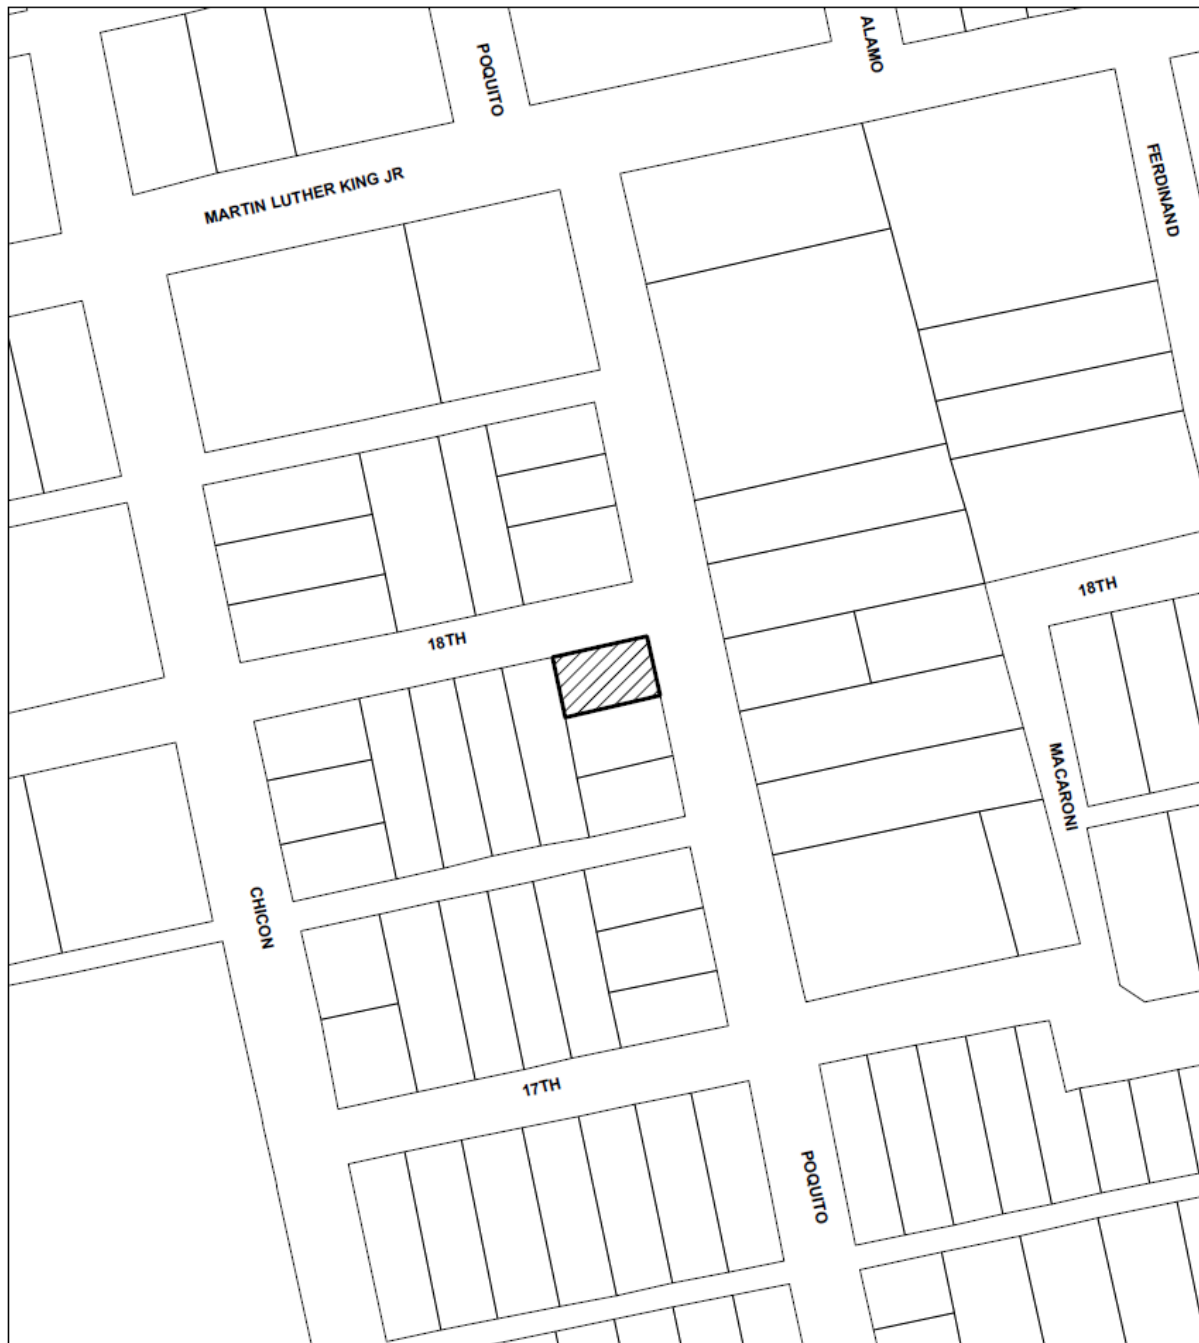 POQUITO
ALAMO
FERDINAND
MARTIN LUTHER KING JR
18TH
18TH
MACARONI
CHICON
17TH
POQUITO